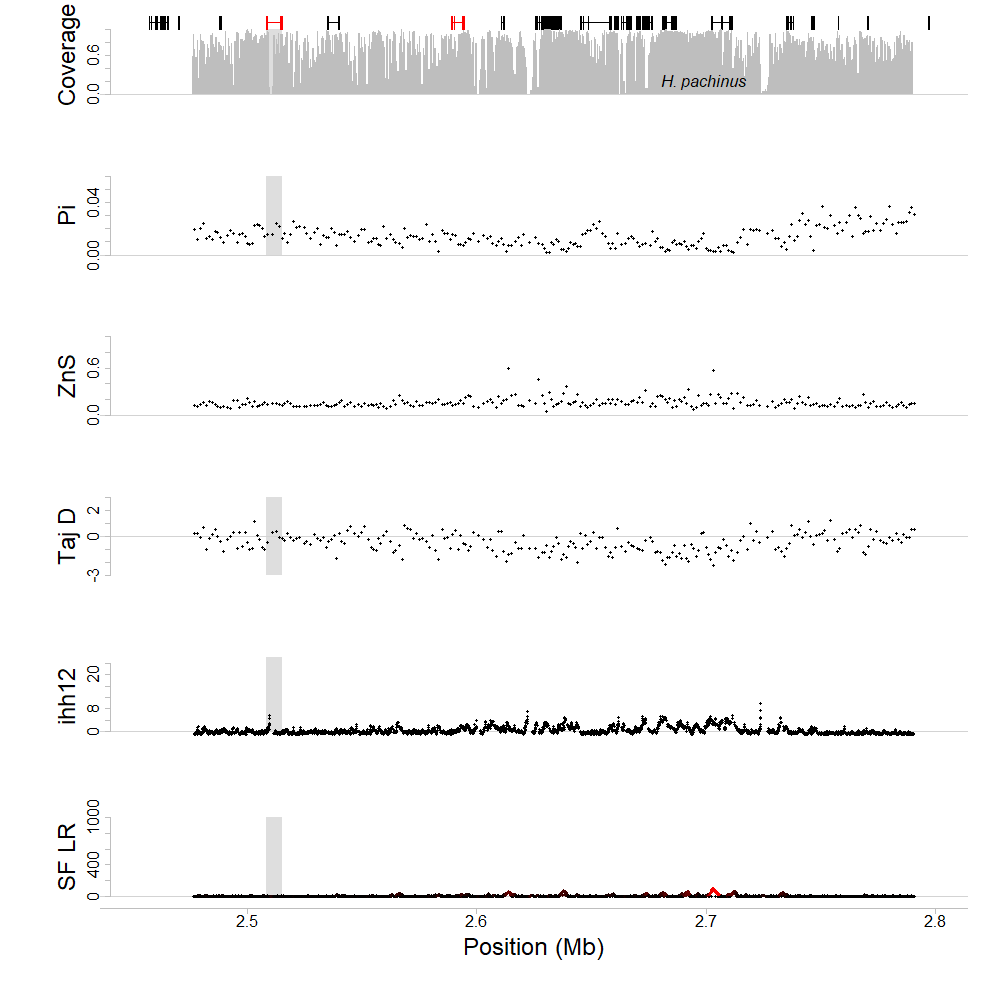 Coverage
0.0
0.6
H. pachinus
Pi
0.00
0.04
ZnS
0.0
0.6
Taj D
-3
0
2
ihh12
0
8
20
SF LR
0
400
1000
2.5
2.6
2.7
2.8
Position (Mb)